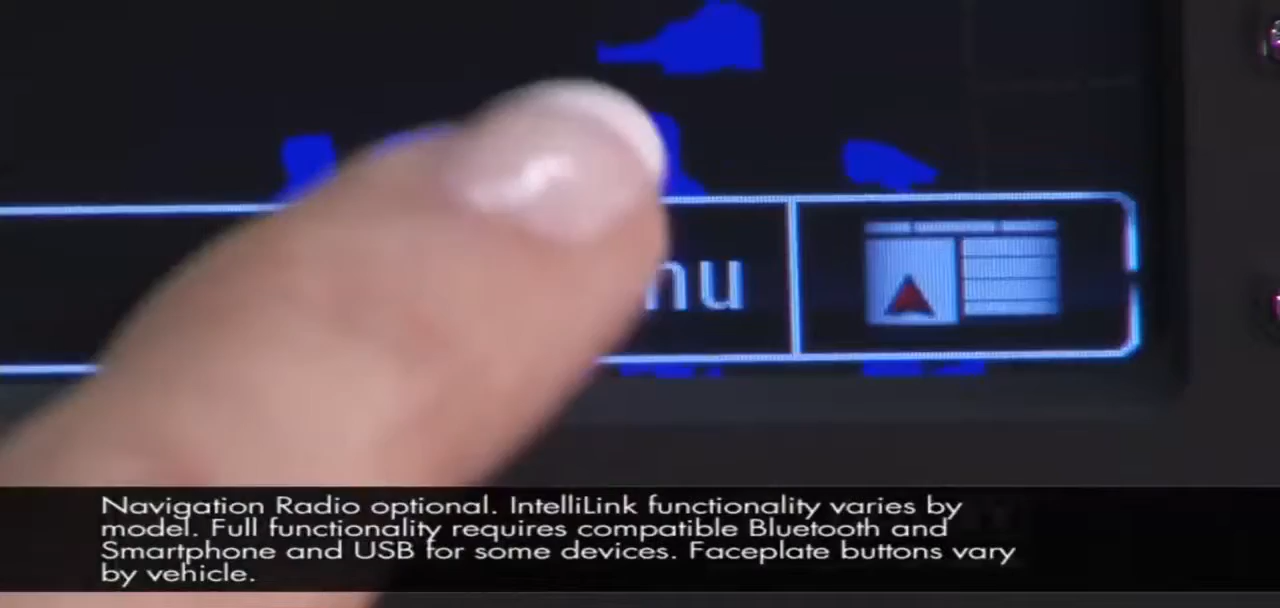 nu
Navigation Radio optional. IntelliLink functionality varies by
model. Full functionality requires compatible Bluetooth and
Smartphone and USB for some devices. Faceplate buttons vary
by vehicle.